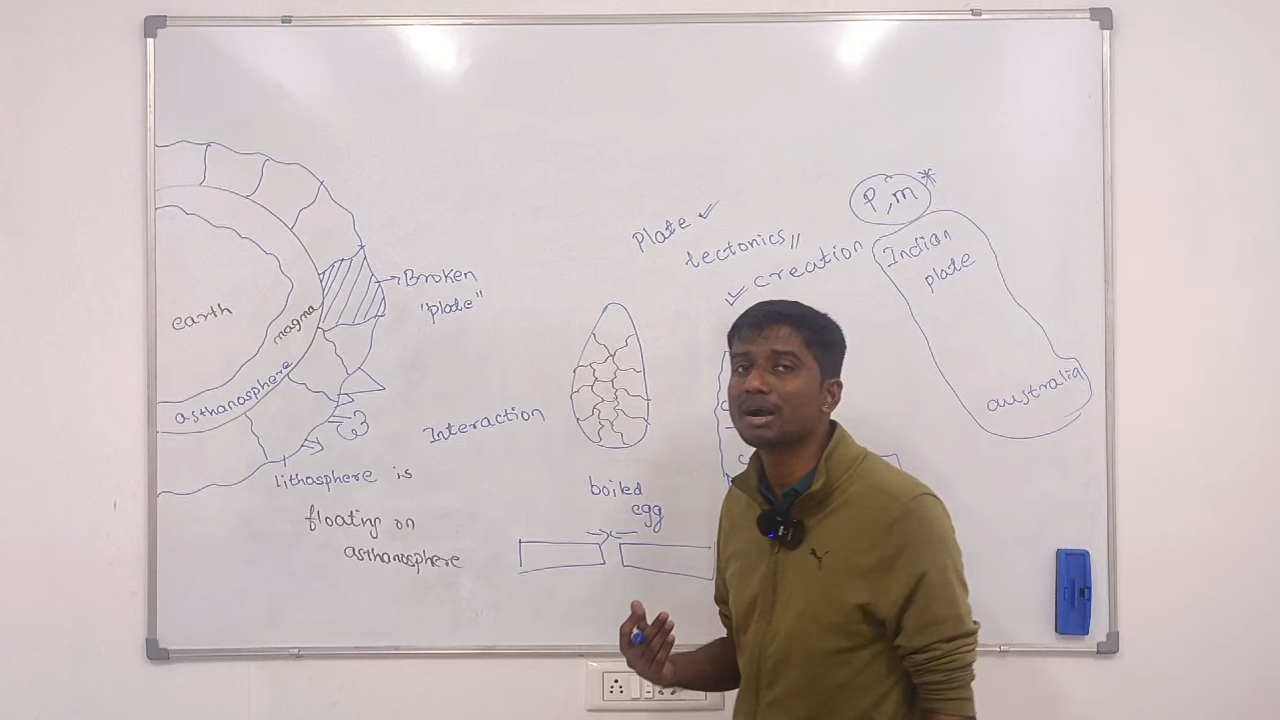 earth
magma
asthanosphere
Broken
"plate"
lithosphere is
floating on
asthanosphere
Interaction
boiled
egg
Plate
tectonics
creation
P, m
Indian
plate
australia